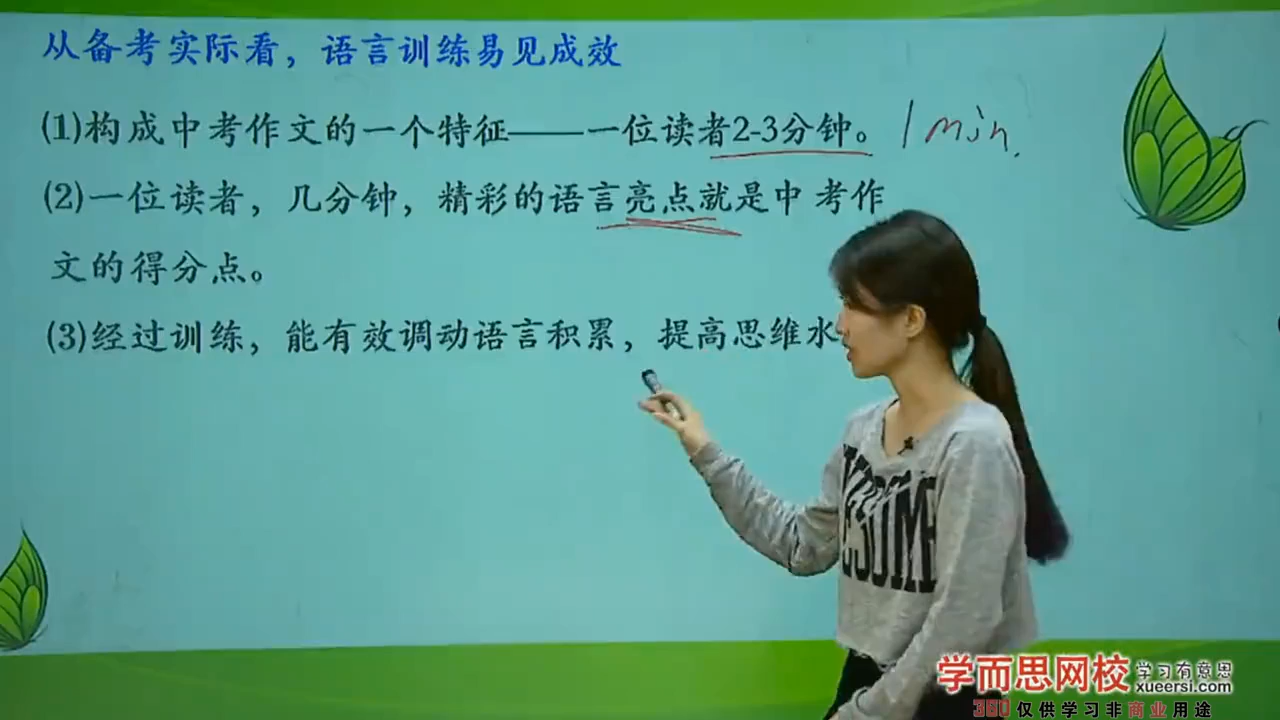 从备考实际看，语言训练易见成效
(1)构成中考作文的一个特征——一位读者2-3分钟。 1min.
(2)一位读者，几分钟，精彩的语言亮点就是中考作
文的得分点。
(3)经过训练，能有效调动语言积累，提高思维水
AWESOME
学而思网校 学习有意思
xueersi.com
360仅供学习非商业用途